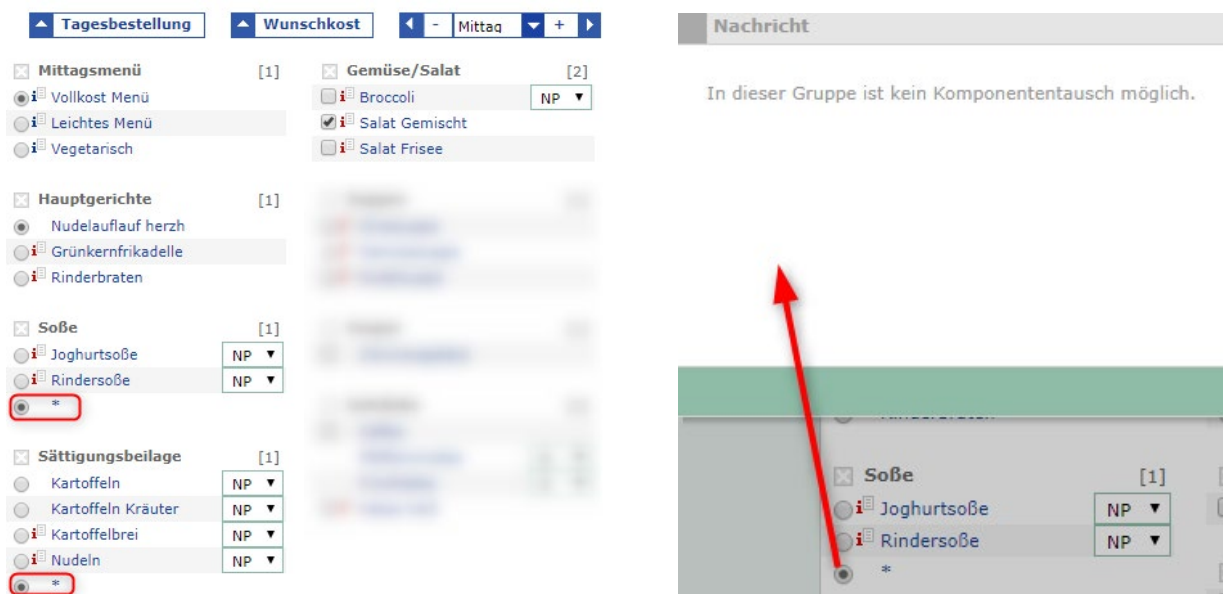 Tagesbestellung
Wunschkost
- Mittag +
Mittagsmenü [1]
Vollkost Menü
Leichtes Menü
Vegetarisch
Hauptgerichte [1]
Nudelauflauf herzh
Grünkernfrikadelle
Rinderbraten
Soße [1]
Joghurtsoße NP
Rindersoße NP
*
Sättigungsbeilage [1]
Kartoffeln NP
Kartoffeln Kräuter NP
Kartoffelbrei NP
Nudeln NP
*
Gemüse/Salat [2]
Broccoli NP
Salat Gemischt
Salat Frisee
Nachricht
In dieser Gruppe ist kein Komponententausch möglich.
Soße [1]
Joghurtsoße NP
Rindersoße NP
*